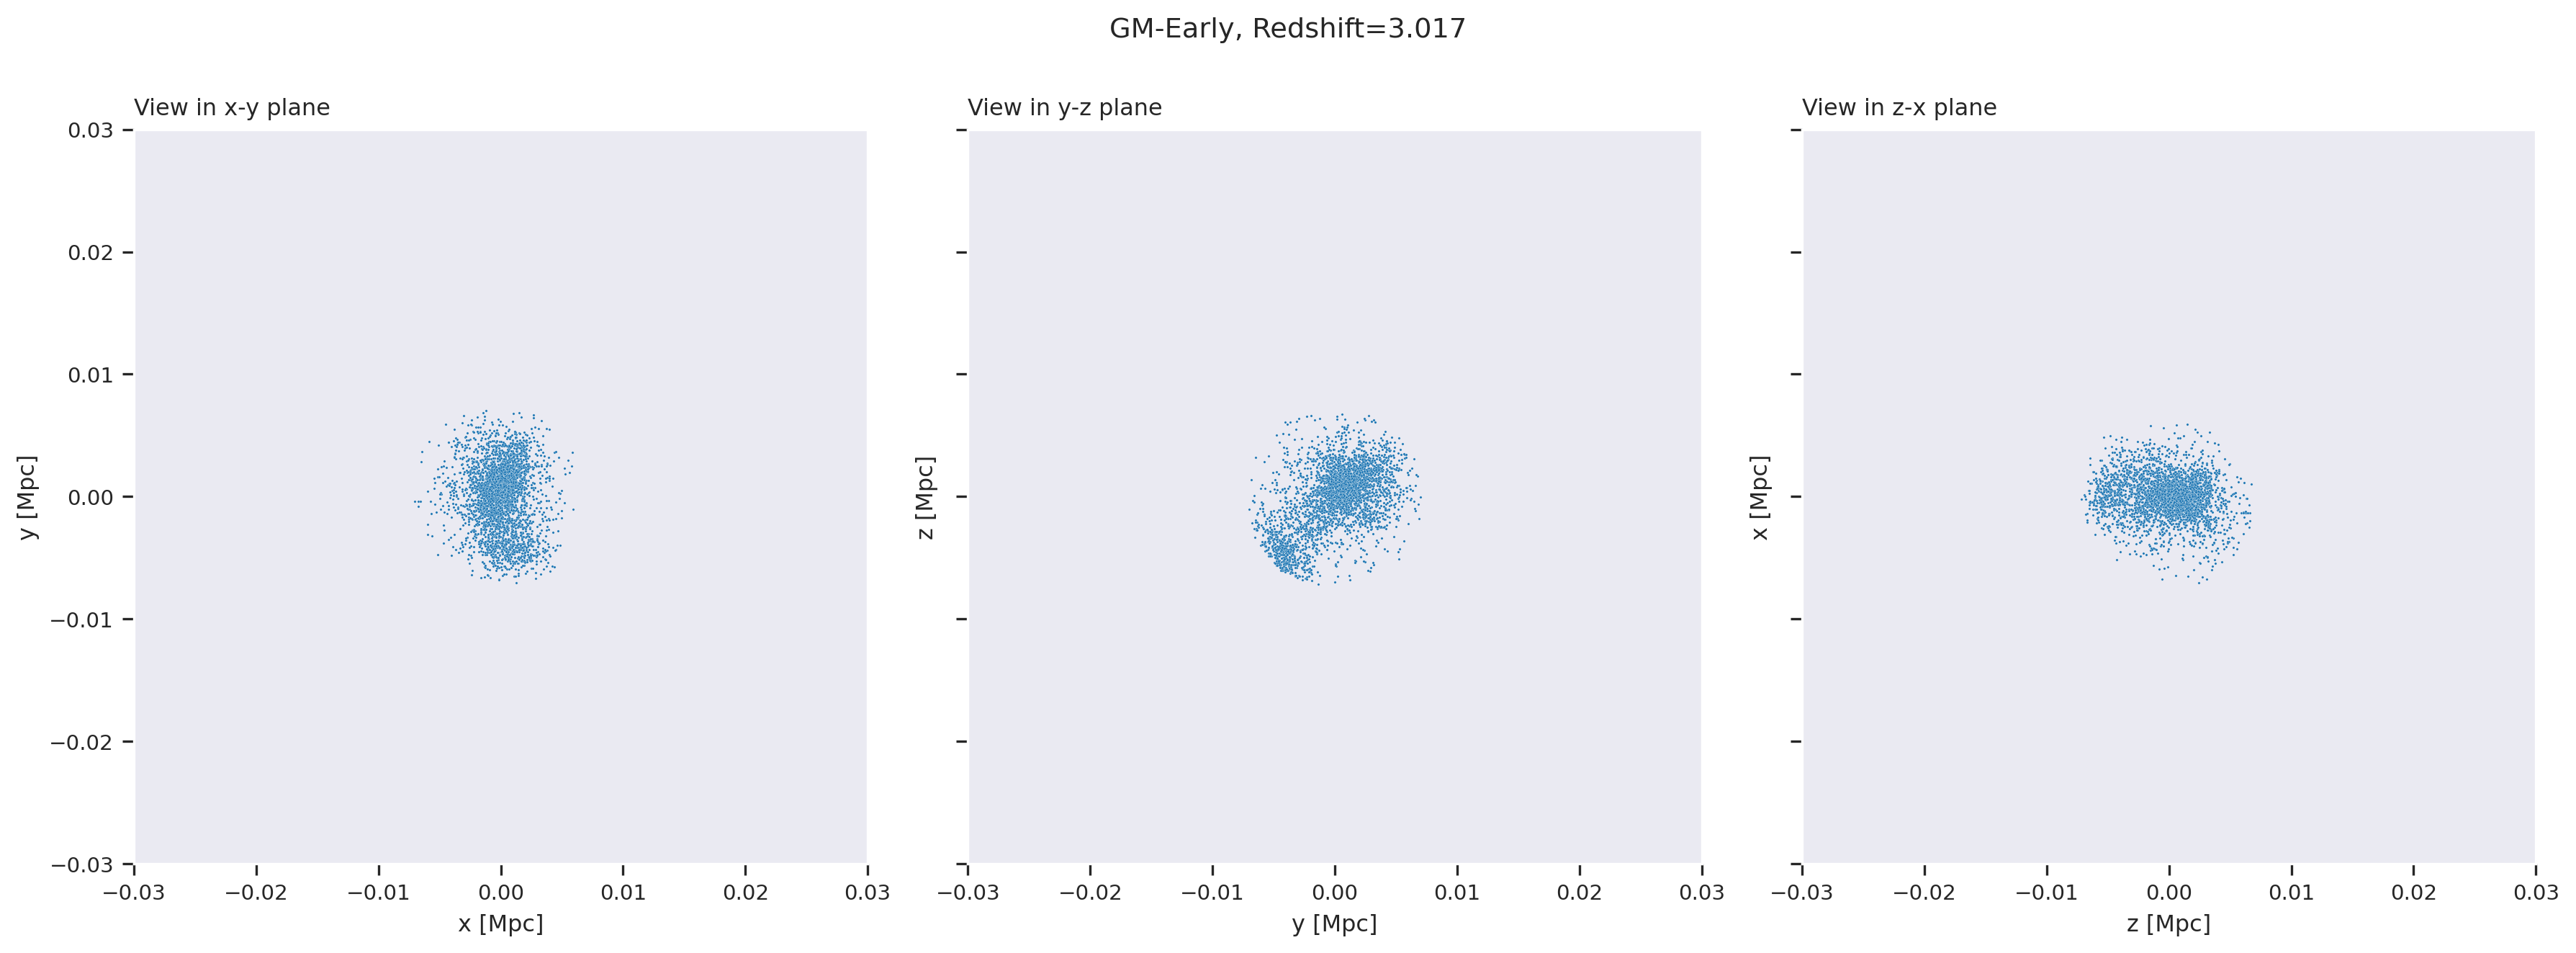 GM-Early, Redshift=3.017
View in x-y plane
0.03
0.02
0.01
0.00
−0.01
−0.02
−0.03
y [Mpc]
−0.03 −0.02 −0.01 0.00 0.01 0.02 0.03
x [Mpc]
View in y-z plane
z [Mpc]
−0.03 −0.02 −0.01 0.00 0.01 0.02 0.03
y [Mpc]
View in z-x plane
x [Mpc]
−0.03 −0.02 −0.01 0.00 0.01 0.02 0.03
z [Mpc]